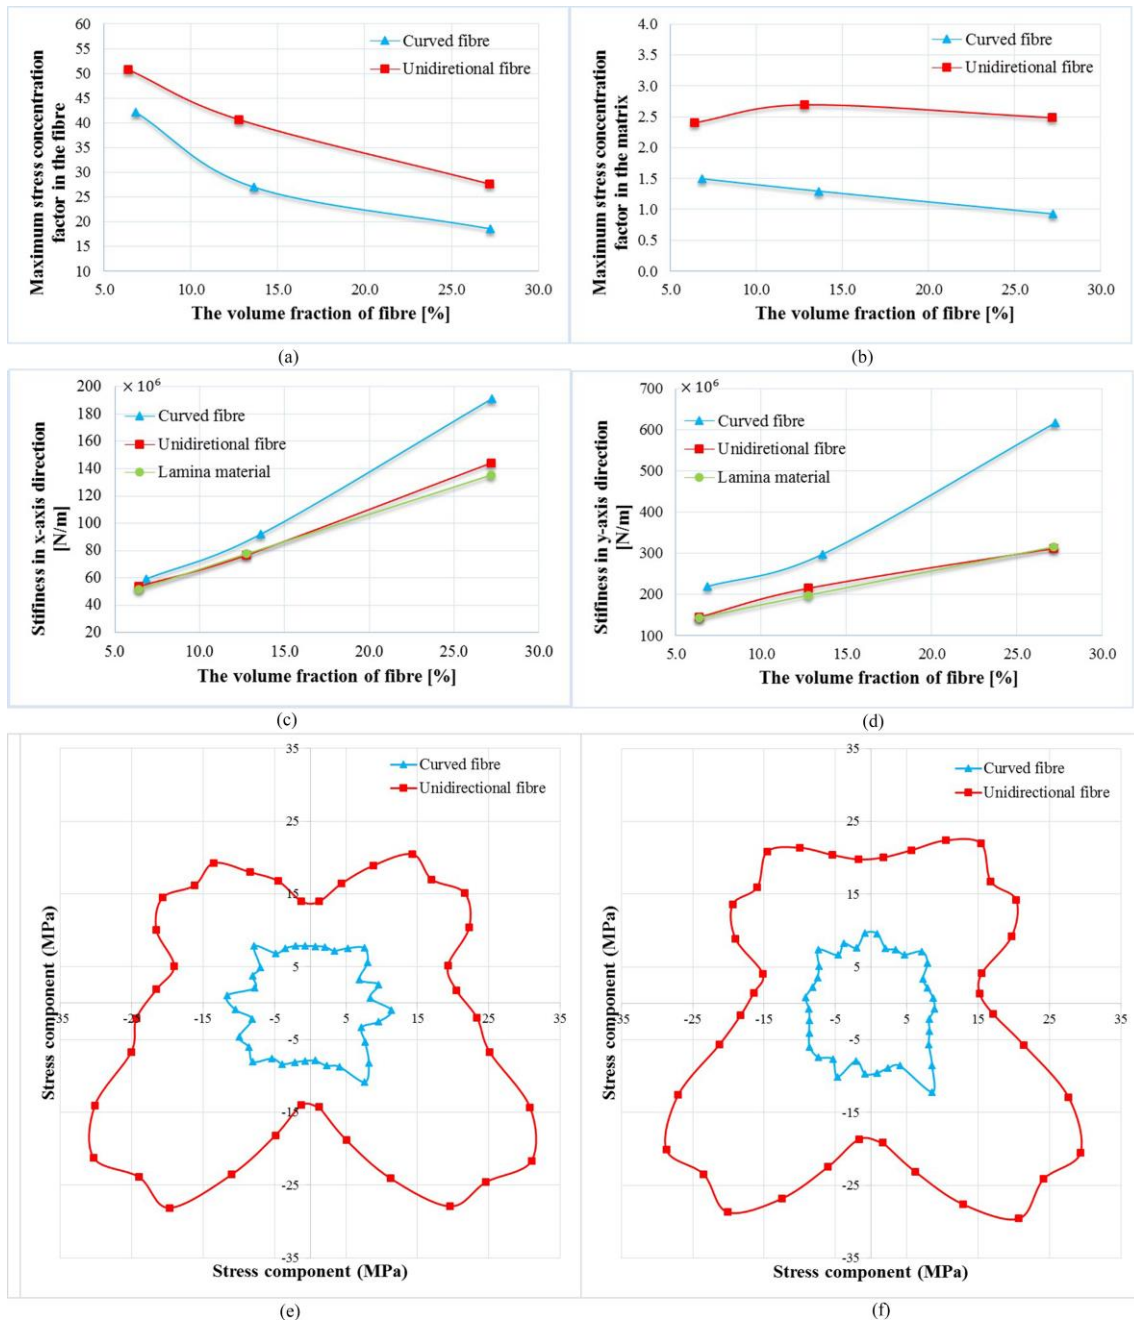 60
55
50
45
40
35
30
25
20
15
10
5.0 10.0 15.0 20.0 25.0 30.0
Maximum stress concentration
factor in the fibre
The volume fraction of fibre [%]
Curved fibre
Unidiretional fibre
(a)
4.0
3.5
3.0
2.5
2.0
1.5
1.0
0.5
0.0
5.0 10.0 15.0 20.0 25.0 30.0
Maximum stress concentration
factor in the matrix
The volume fraction of fibre [%]
Curved fibre
Unidiretional fibre
(b)
× 10⁶
200
180
160
140
120
100
80
60
40
20
5.0 10.0 15.0 20.0 25.0 30.0
Stifiness in x-axis direction
[N/m]
The volume fraction of fibre [%]
Curved fibre
Unidiretional fibre
Lamina material
(c)
× 10⁶
700
600
500
400
300
200
100
5.0 10.0 15.0 20.0 25.0 30.0
Stifiness in y-axis direction
[N/m]
The volume fraction of fibre [%]
Curved fibre
Unidiretional fibre
Lamina material
(d)
35
25
15
5
-5
-15
-25
-35
35 -25 -15 -5 5 15 25 35
Stress component (MPa)
Stress component (MPa)
Curved fibre
Unidirectional fibre
(e)
35
25
15
5
-5
-15
-25
-35
35 -25 -15 -5 5 15 25 35
Stress component (MPa)
Stress component (MPa)
Curved fibre
Unidirectional fibre
(f)